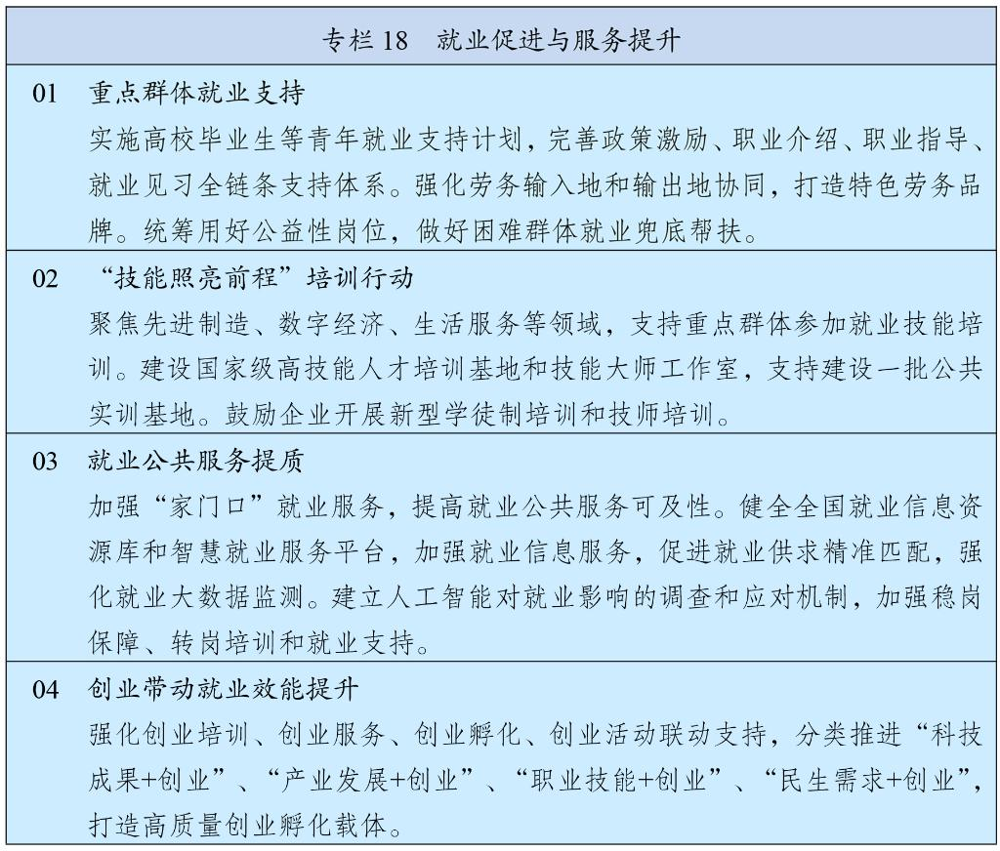 专栏 18 就业促进与服务提升
01 重点群体就业支持
实施高校毕业生等青年就业支持计划，完善政策激励、职业介绍、职业指导、
就业见习全链条支持体系。强化劳务输入地和输出地协同，打造特色劳务品
牌。统筹用好公益性岗位，做好困难群体就业兜底帮扶。
02 “技能照亮前程”培训行动
聚焦先进制造、数字经济、生活服务等领域，支持重点群体参加就业技能培
训。建设国家级高技能人才培训基地和技能大师工作室，支持建设一批公共
实训基地。鼓励企业开展新型学徒制培训和技师培训。
03 就业公共服务提质
加强“家门口”就业服务，提高就业公共服务可及性。健全全国就业信息资
源库和智慧就业服务平台，加强就业信息服务，促进就业供求精准匹配，强
化就业大数据监测。建立人工智能对就业影响的调查和应对机制，加强稳岗
保障、转岗培训和就业支持。
04 创业带动就业效能提升
强化创业培训、创业服务、创业孵化、创业活动联动支持，分类推进“科技
成果+创业”、“产业发展+创业”、“职业技能+创业”、“民生需求+创业”，
打造高质量创业孵化载体。